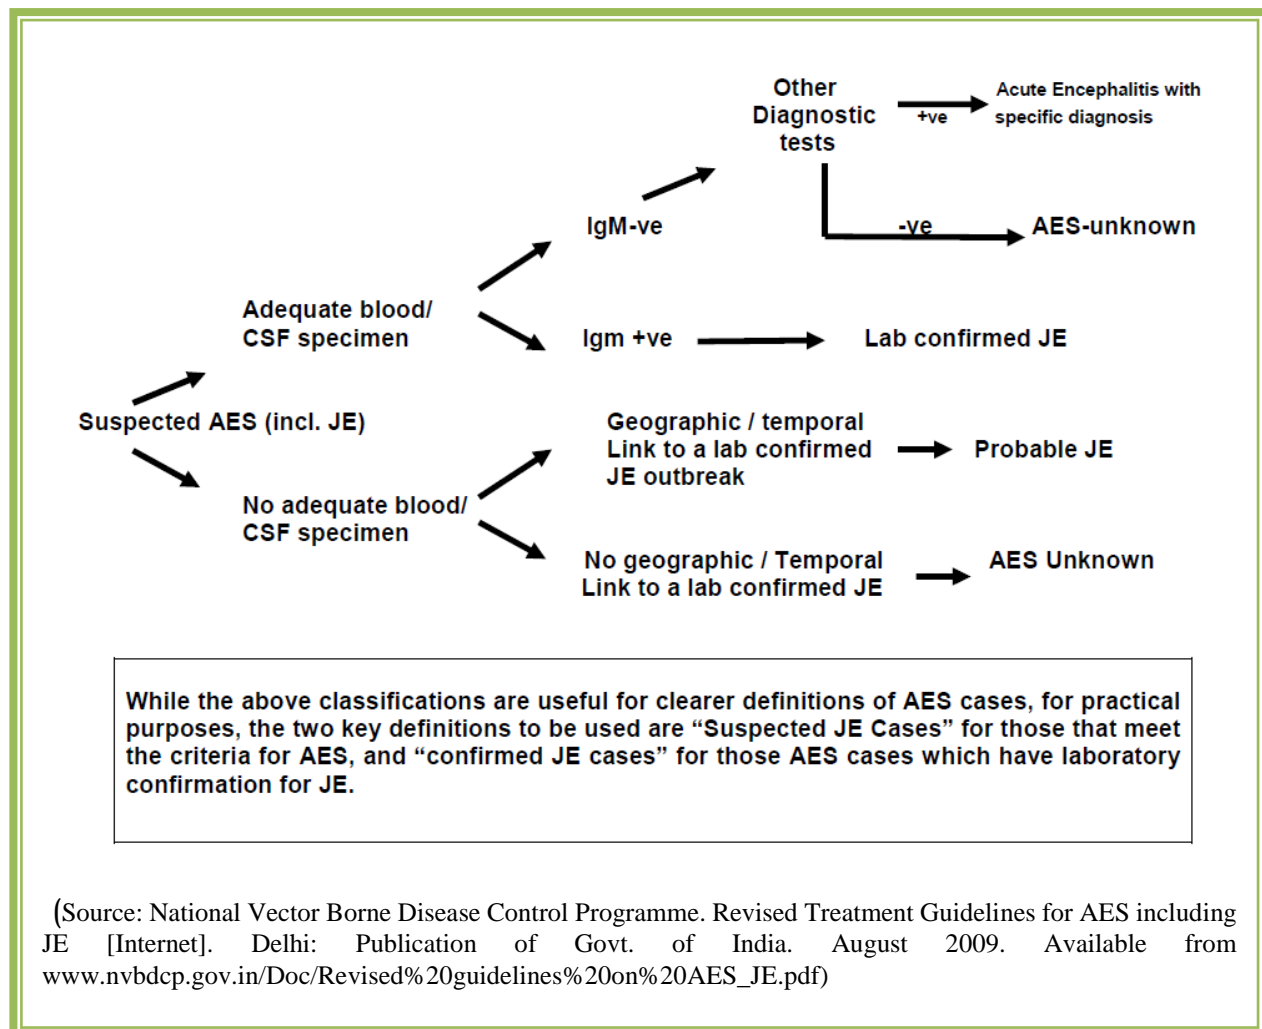 Other
Diagnostic
tests
+ve
Acute Encephalitis with
specific diagnosis
IgM-ve
-ve
AES-unknown
Adequate blood/
CSF specimen
Igm +ve
Lab confirmed JE
Suspected AES (incl. JE)
Geographic / temporal
Link to a lab confirmed
JE outbreak
Probable JE
No adequate blood/
CSF specimen
No geographic / Temporal
Link to a lab confirmed JE
AES Unknown
While the above classifications are useful for clearer definitions of AES cases, for practical
purposes, the two key definitions to be used are “Suspected JE Cases” for those that meet
the criteria for AES, and “confirmed JE cases” for those AES cases which have laboratory
confirmation for JE.
(Source: National Vector Borne Disease Control Programme. Revised Treatment Guidelines for AES including
JE [Internet]. Delhi: Publication of Govt. of India. August 2009. Available from
www.nvbdcp.gov.in/Doc/Revised%20guidelines%20on%20AES_JE.pdf)